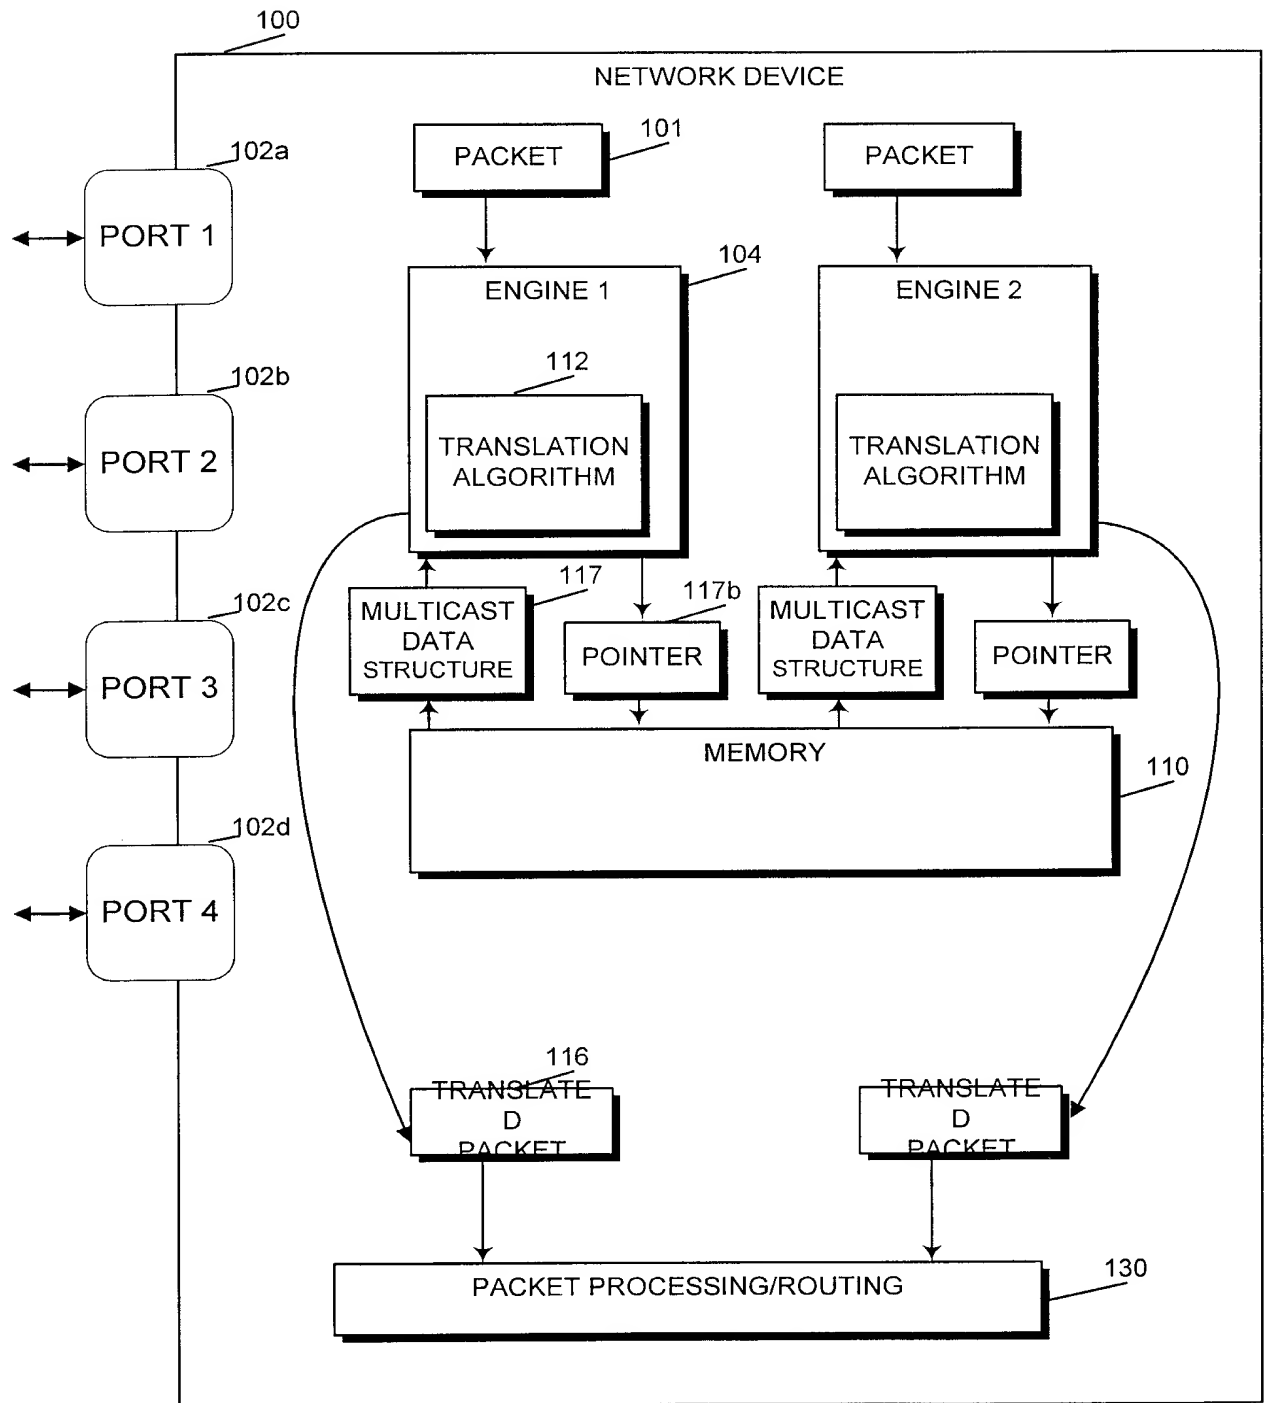 100
NETWORK DEVICE
102a
101
PACKET
PACKET
PORT 1
104
ENGINE 1
ENGINE 2
112
102b
TRANSLATION
ALGORITHM
TRANSLATION
ALGORITHM
PORT 2
117
117b
102c
MULTICAST
DATA
STRUCTURE
POINTER
MULTICAST
DATA
STRUCTURE
POINTER
PORT 3
MEMORY
110
102d
PORT 4
116
TRANSLATE
D
PACKET
TRANSLATE
D
PACKET
PACKET PROCESSING/ROUTING
130